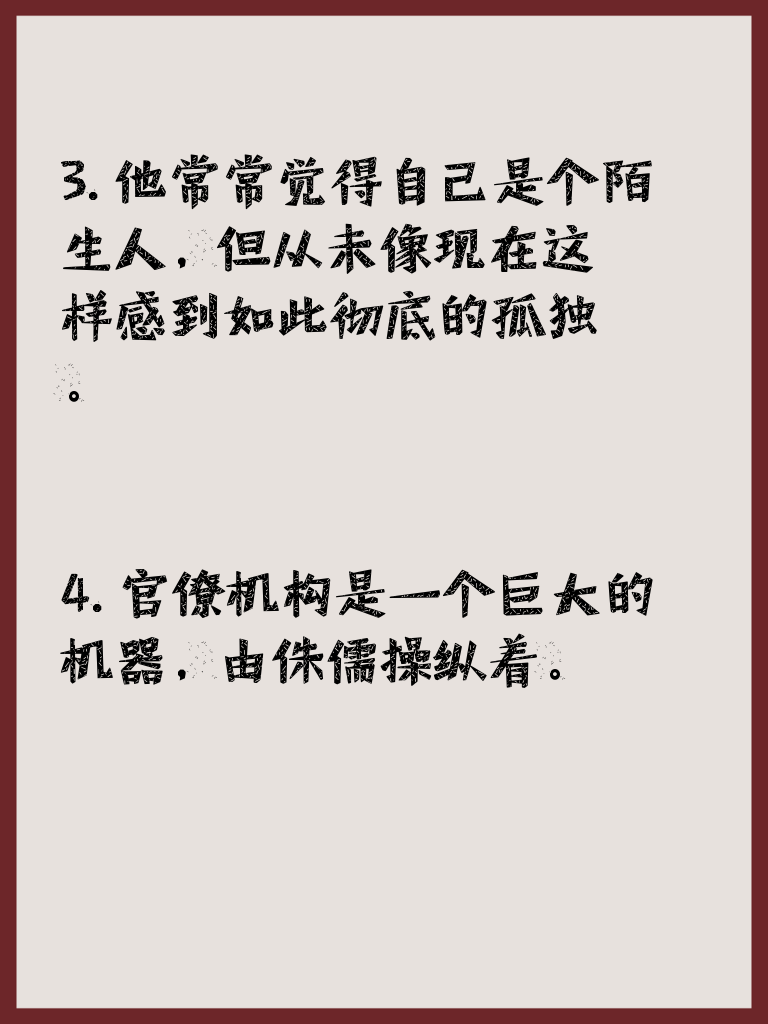 3. 他常常觉得自己是个陌
生人，但从未像现在这
样感到如此彻底的孤独
。
4. 官僚机构是一个巨大的
机器，由侏儒操纵着。